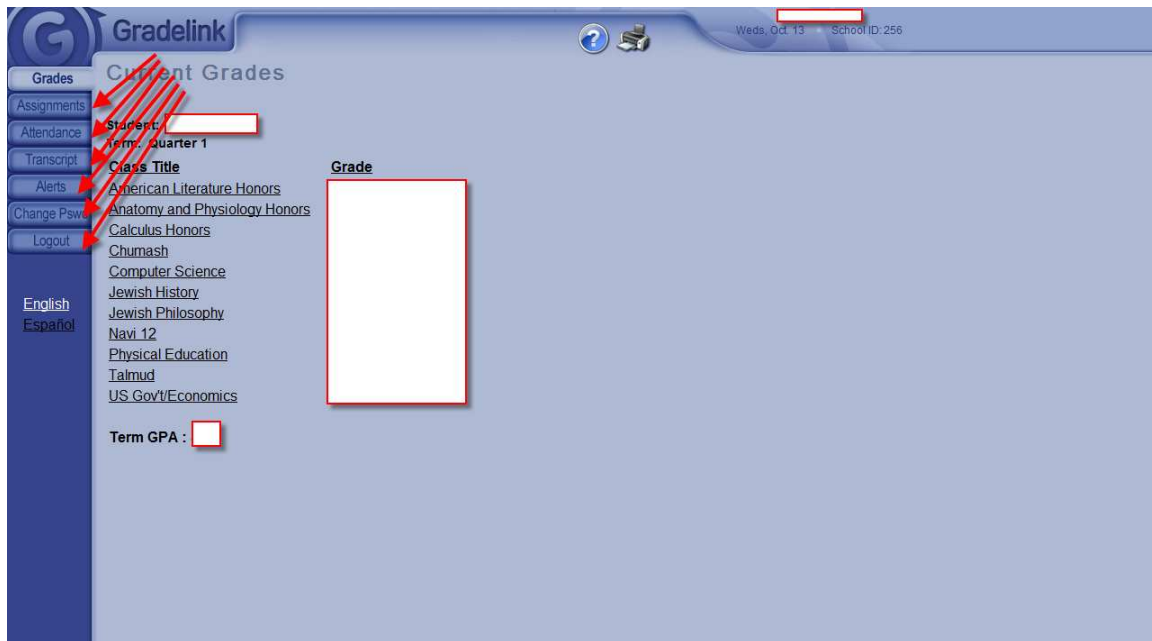 Gradelink
Weds, Oct. 13 School ID: 256
Grades
Assignments
Attendance
Transcript
Alerts
Change Pswd
Logout
English
Español
Current Grades
Student:
Term: Quarter 1
Class Title Grade
American Literature Honors
Anatomy and Physiology Honors
Calculus Honors
Chumash
Computer Science
Jewish History
Jewish Philosophy
Navi 12
Physical Education
Talmud
US Gov't/Economics
Term GPA :